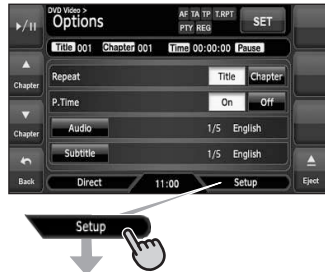 DVD Video >
Options
AF TA TP T.RPT
PTY REG
SET
Title 001 Chapter 001 Time 00:00:00 Pause
Chapter
Repeat Title Chapter
P.Time On Off
Chapter
Audio 1/5 English
Subtitle 1/5 English
Back Direct 11:00 Setup Eject
Setup